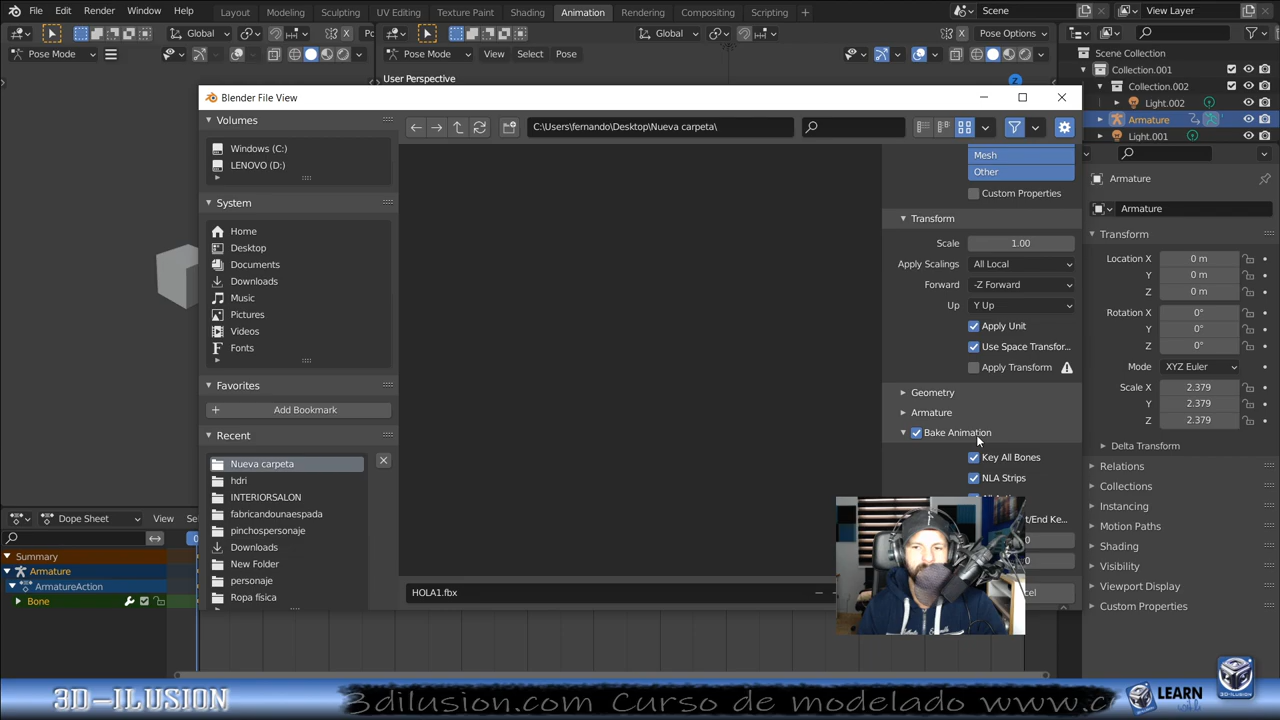 File Edit Render Window Help Layout Modeling Sculpting UV Editing Texture Paint Shading Animation Rendering Compositing Scripting + Scene View Layer
Global Po Global Pose Options
Pose Mode Pose Mode View Select Pose
User Perspective
Z
Scene Collection
Collection.001
Collection.002
Light.002
Armature
Light.001
Blender File View
Volumes
Windows (C:)
LENOVO (D:)
System
Home
Desktop
Documents
Downloads
Music
Pictures
Videos
Fonts
Favorites
Add Bookmark
Recent
Nueva carpeta
hdri
INTERIORSALON
fabricandounaespada
pinchospersonaje
Downloads
New Folder
personaje
Ropa física
C:\Users\fernando\Desktop\Nueva carpeta\
HOLA1.fbx
Mesh
Other
Custom Properties
Transform
Scale 1.00
Apply Scalings All Local
Forward -Z Forward
Up Y Up
Apply Unit
Use Space Transfor...
Apply Transform
Geometry
Armature
Bake Animation
Key All Bones
NLA Strips
t/End Ke...
0
0
cel
Armature
Armature
Transform
Location X 0 m
Y 0 m
Z 0 m
Rotation X 0°
Y 0°
Z 0°
Mode XYZ Euler
Scale X 2.379
Y 2.379
Z 2.379
Delta Transform
Relations
Collections
Instancing
Motion Paths
Shading
Visibility
Viewport Display
Custom Properties
Dope Sheet View Se
Summary
Armature
ArmatureAction
Bone
3D-ILUSION 3dilusion.com Curso de modelado www.c
LEARN